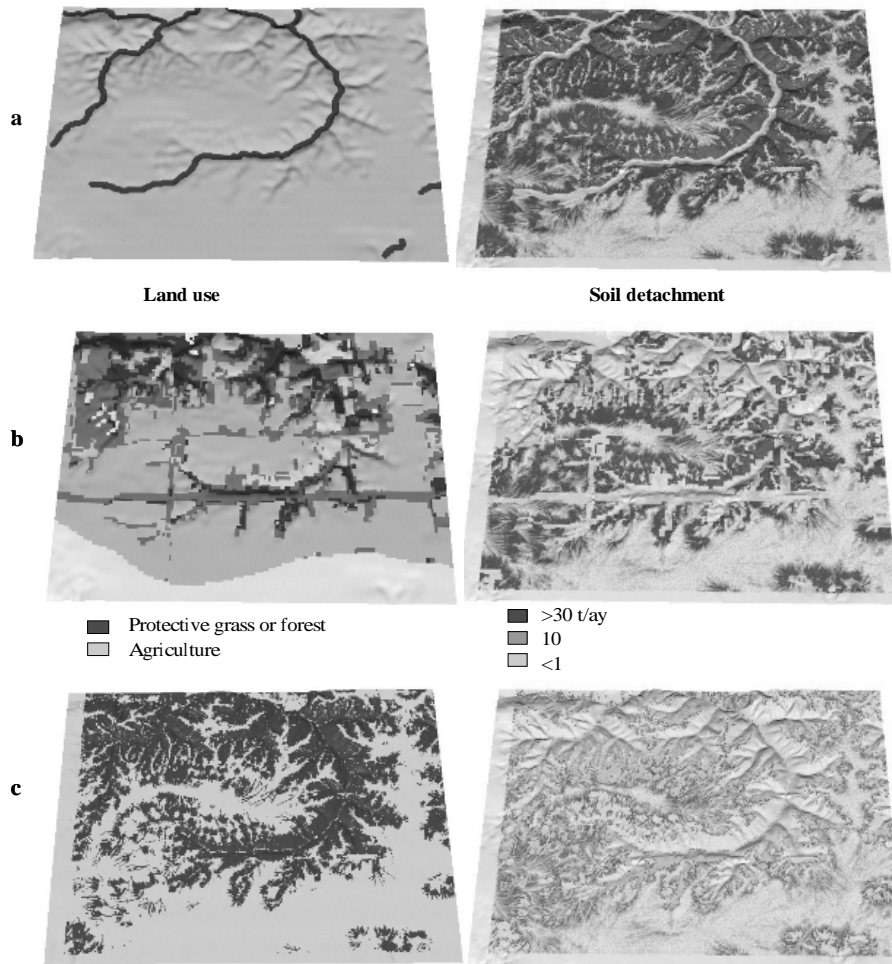 a
Land use
Soil detachment
b
Protective grass or forest
Agriculture
>30 t/ay
10
<1
c